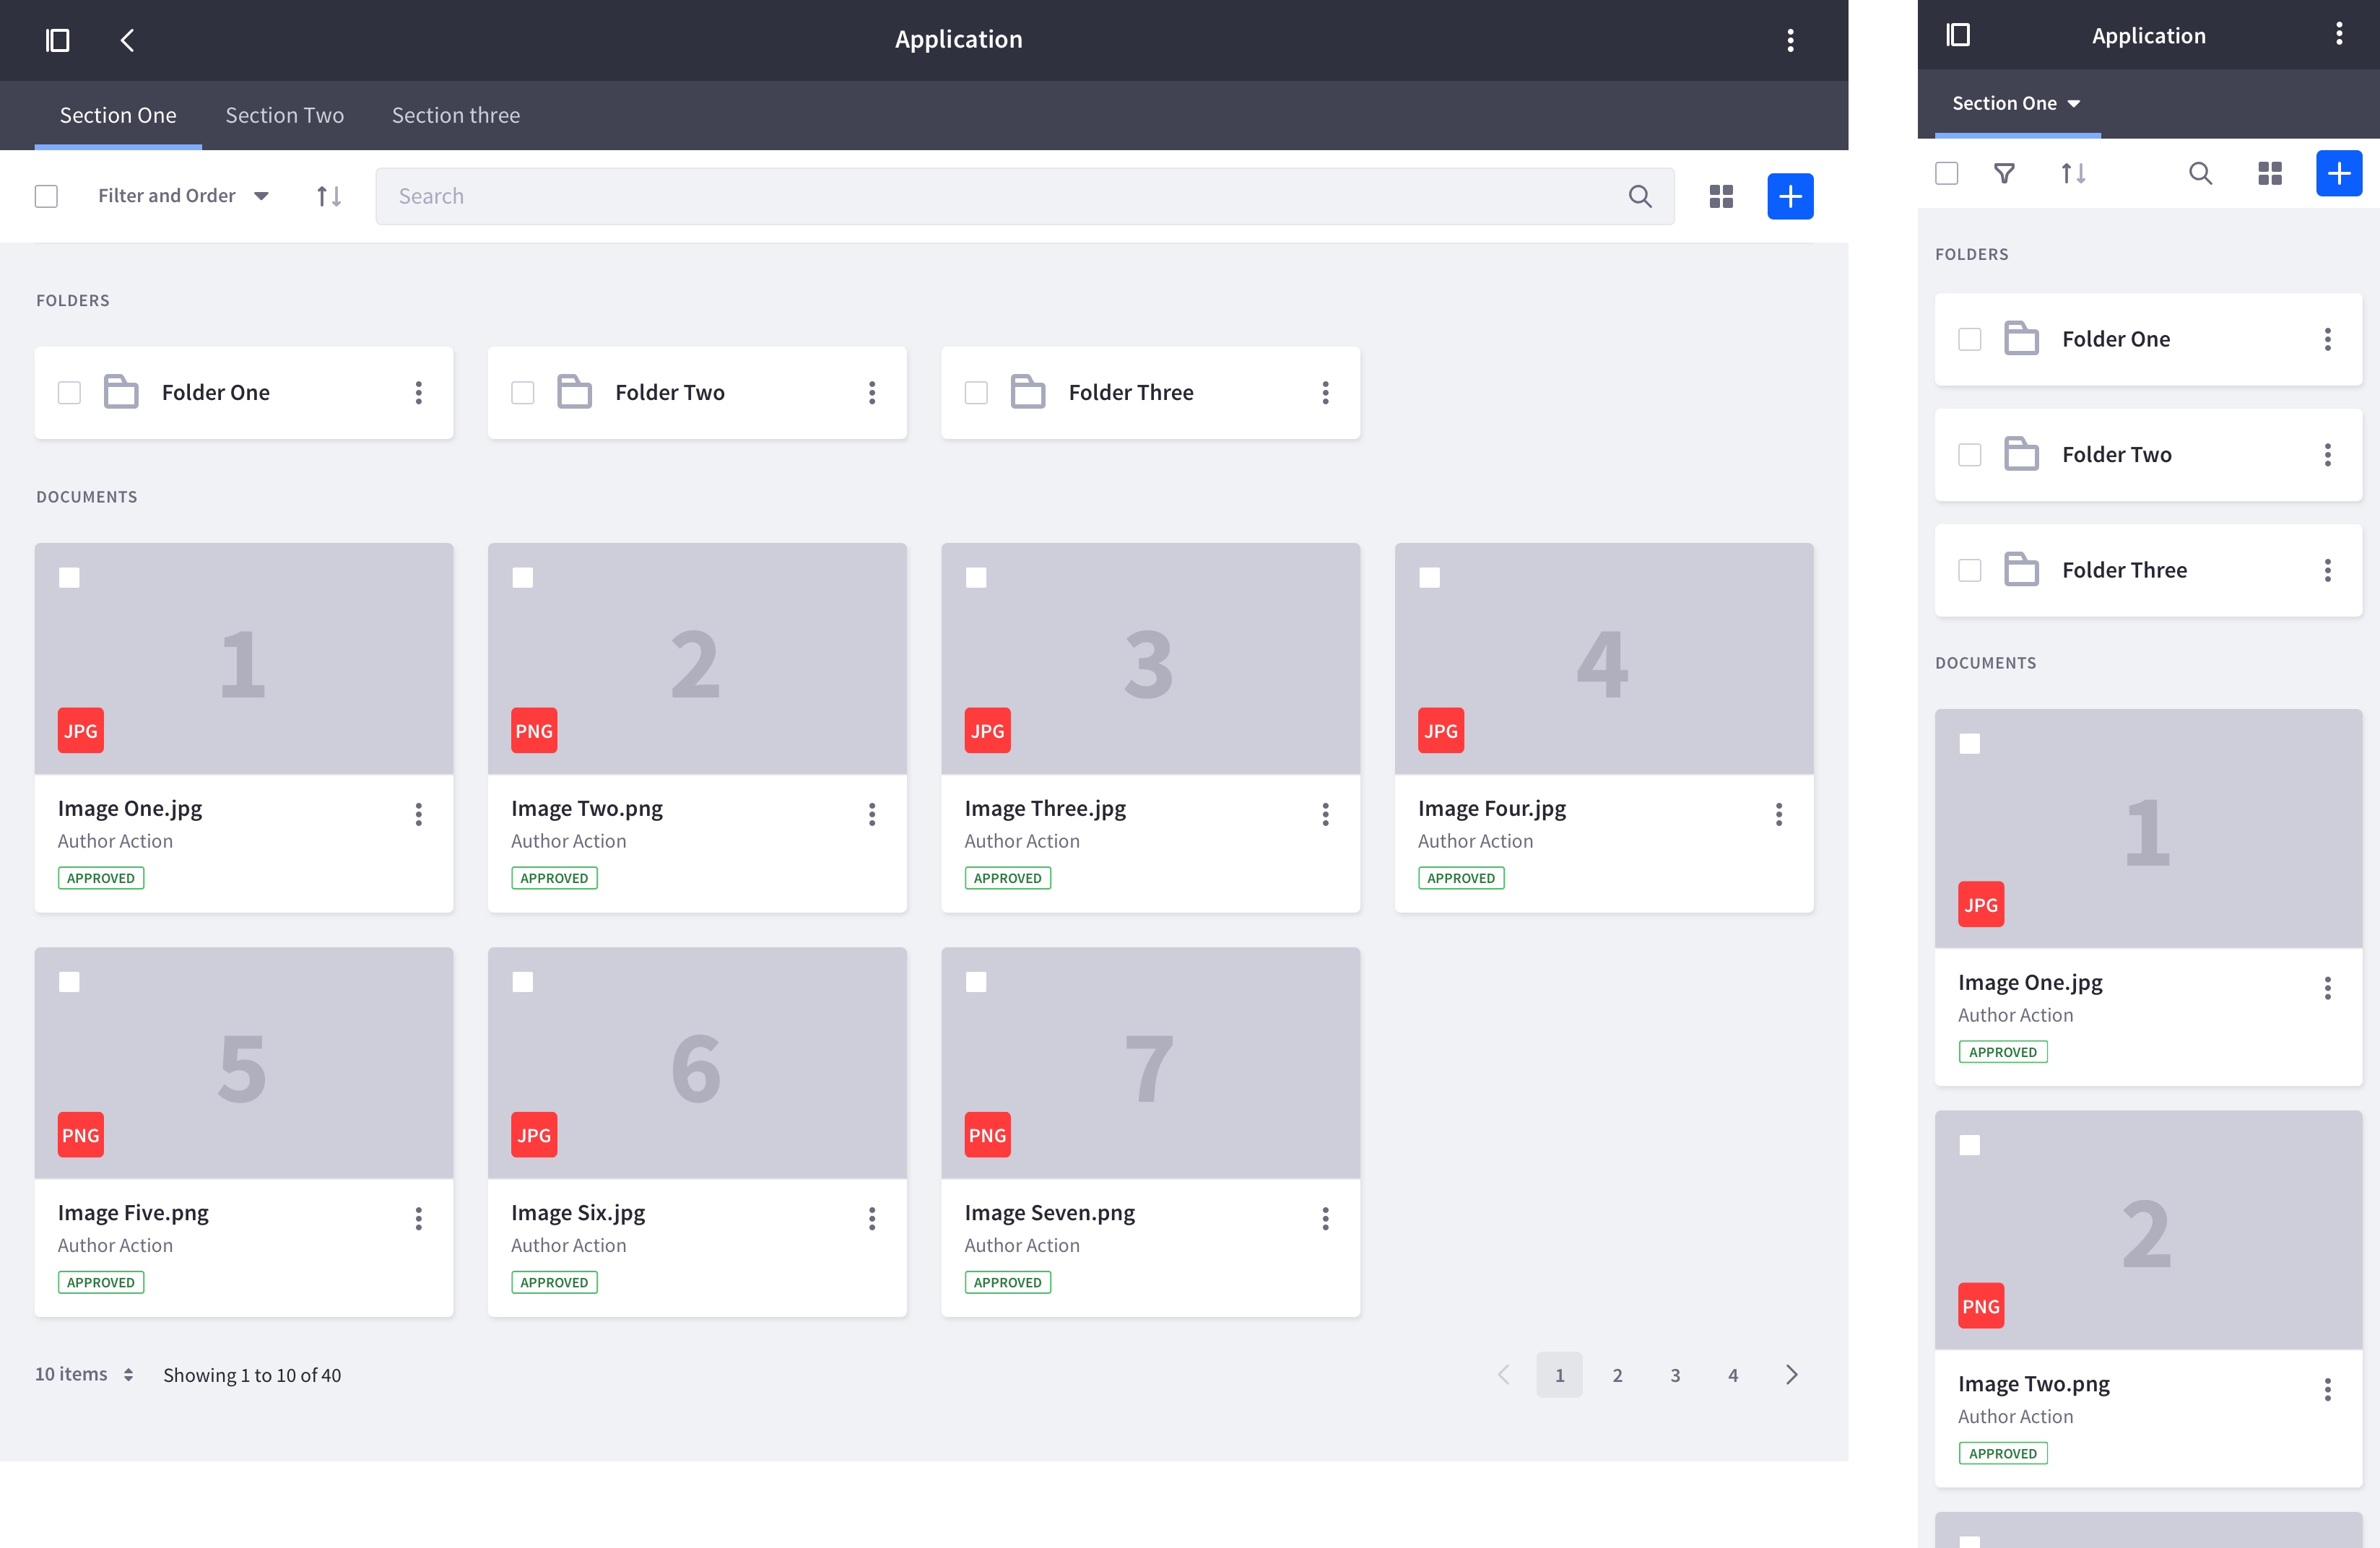 Application
Section One Section Two Section three
Filter and Order Search
FOLDERS
Folder One Folder Two Folder Three
DOCUMENTS
1 2 3 4
JPG PNG JPG JPG
Image One.jpg Image Two.png Image Three.jpg Image Four.jpg
Author Action Author Action Author Action Author Action
APPROVED APPROVED APPROVED APPROVED
5 6 7
PNG JPG PNG
Image Five.png Image Six.jpg Image Seven.png
Author Action Author Action Author Action
APPROVED APPROVED APPROVED
10 items Showing 1 to 10 of 40 1 2 3 4
Application
Section One
FOLDERS
Folder One
Folder Two
Folder Three
DOCUMENTS
1
JPG
Image One.jpg
Author Action
APPROVED
2
PNG
Image Two.png
Author Action
APPROVED